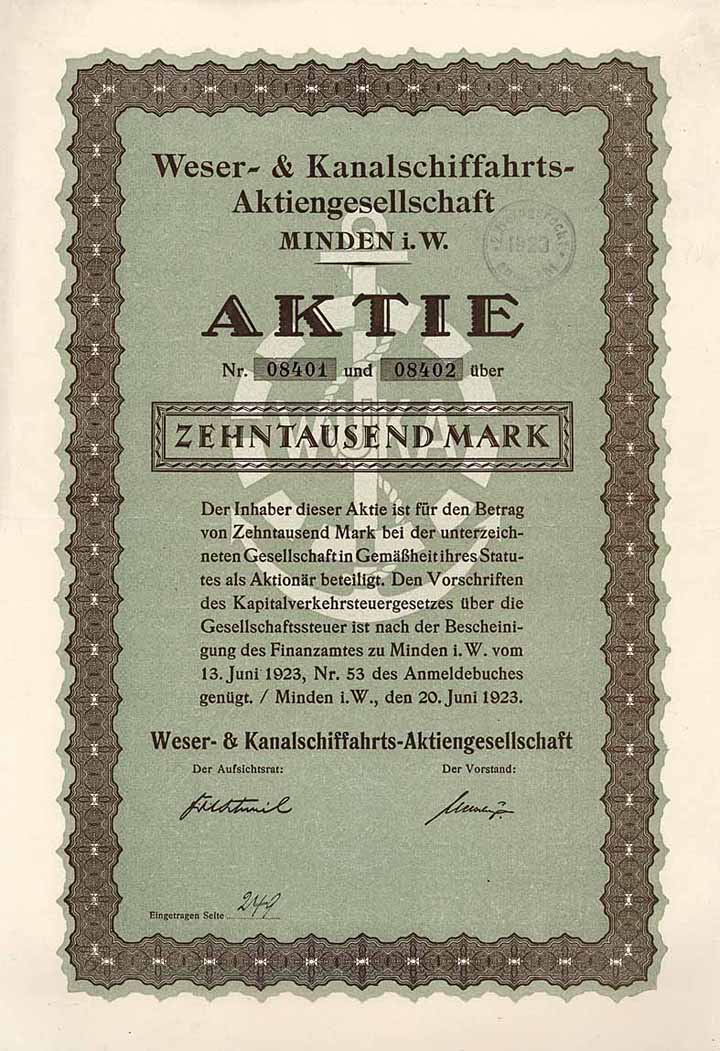 Weser- & Kanalschiffahrts-
Aktiengesellschaft
MINDEN i. W.
1923
AKTIE
Nr. 08401 und 08402 über
WUKA
ZEHNTAUSEND MARK
Der Inhaber dieser Aktie ist für den Betrag
von Zehntausend Mark bei der unterzeich-
neten Gesellschaft in Gemäßheit ihres Statu-
tes als Aktionär beteiligt. Den Vorschriften
des Kapitalverkehrsteuergesetzes über die
Gesellschaftssteuer ist nach der Bescheini-
gung des Finanzamtes zu Minden i. W. vom
13. Juni 1923, Nr. 53 des Anmeldebuches
genügt. / Minden i. W., den 20. Juni 1923.
Weser- & Kanalschiffahrts-Aktiengesellschaft
Der Aufsichtsrat:
Der Vorstand:
Eingetragen Seite 249